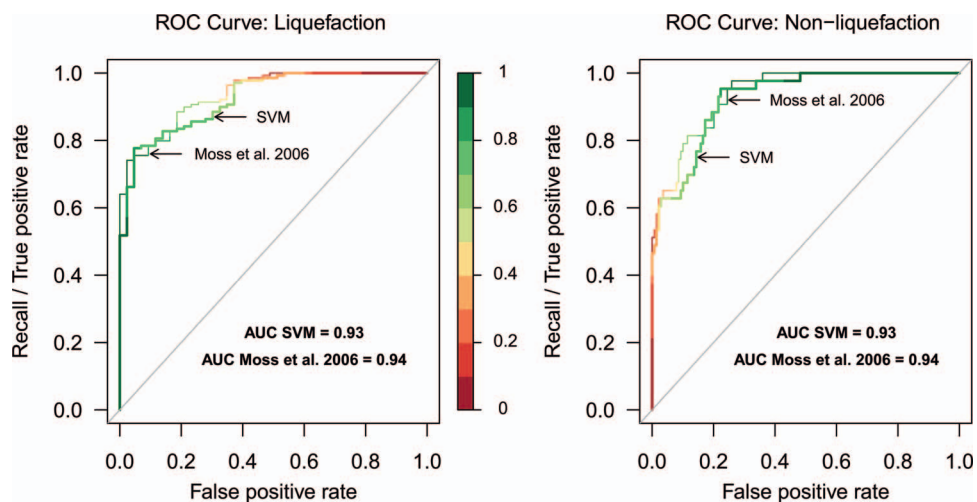 ROC Curve: Liquefaction
Recall / True positive rate
1.0
0.8
0.6
0.4
0.2
0.0
SVM
Moss et al. 2006
AUC SVM = 0.93
AUC Moss et al. 2006 = 0.94
0.0 0.2 0.4 0.6 0.8 1.0
False positive rate
1
0.8
0.6
0.4
0.2
0
ROC Curve: Non−liquefaction
Recall / True positive rate
1.0
0.8
0.6
0.4
0.2
0.0
Moss et al. 2006
SVM
AUC SVM = 0.93
AUC Moss et al. 2006 = 0.94
0.0 0.2 0.4 0.6 0.8 1.0
False positive rate